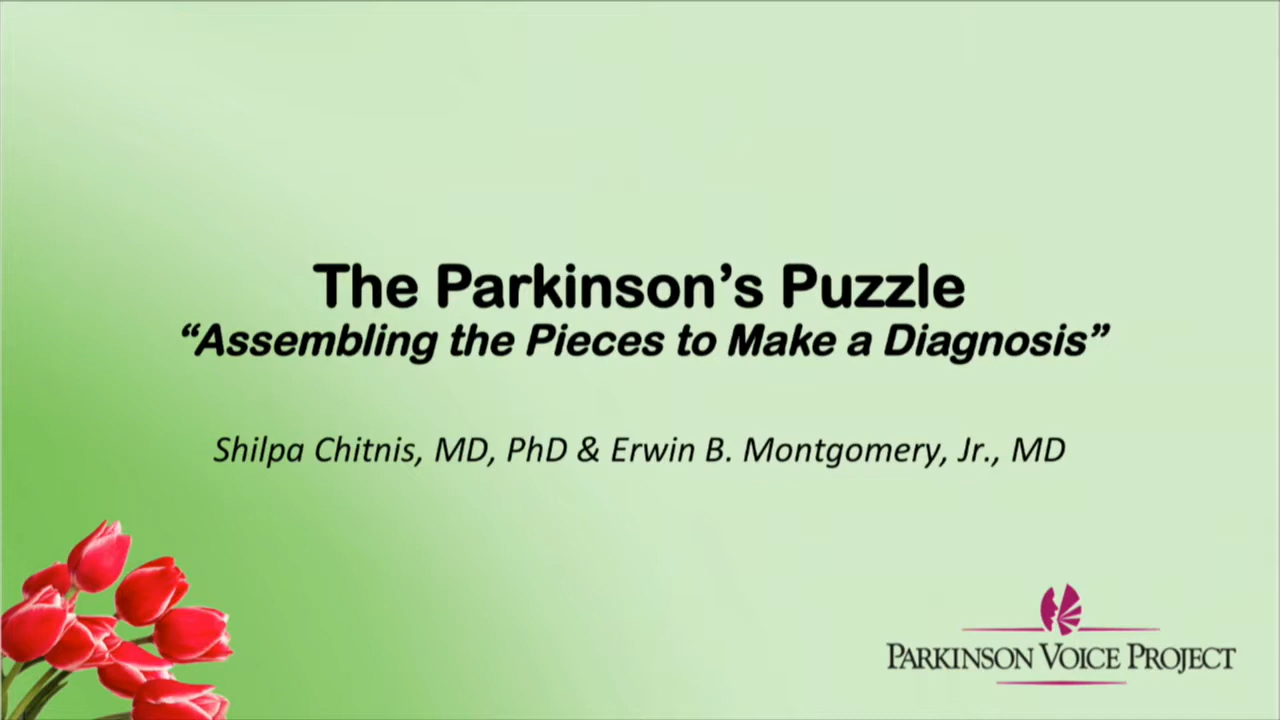 The Parkinson’s Puzzle
“Assembling the Pieces to Make a Diagnosis”
Shilpa Chitnis, MD, PhD & Erwin B. Montgomery, Jr., MD
PARKINSON VOICE PROJECT